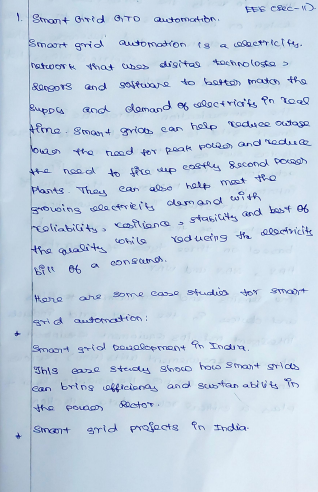 EEE (Sec-II)
1. Smart Grid GTD automation.
Smart grid automation is a electricity.
network that uses digital technologies,
sensors and software to better match the
supply and demand of electricity in real
time. Smart grids can help reduce outage
lower the need for peak power and reduce
the need to fire up costly second power
plants. They can also help meet the
growing electricity demand with
reliability, resilience, stability and best of
the quality while reducing the electricity
bill of a consumer.
Here are some case studies for smart
grid automation:
* Smart grid Development in India.
This case study show how smart grids
can bring efficiency and sustanability in
the power sector.
* Smart grid projects in India.